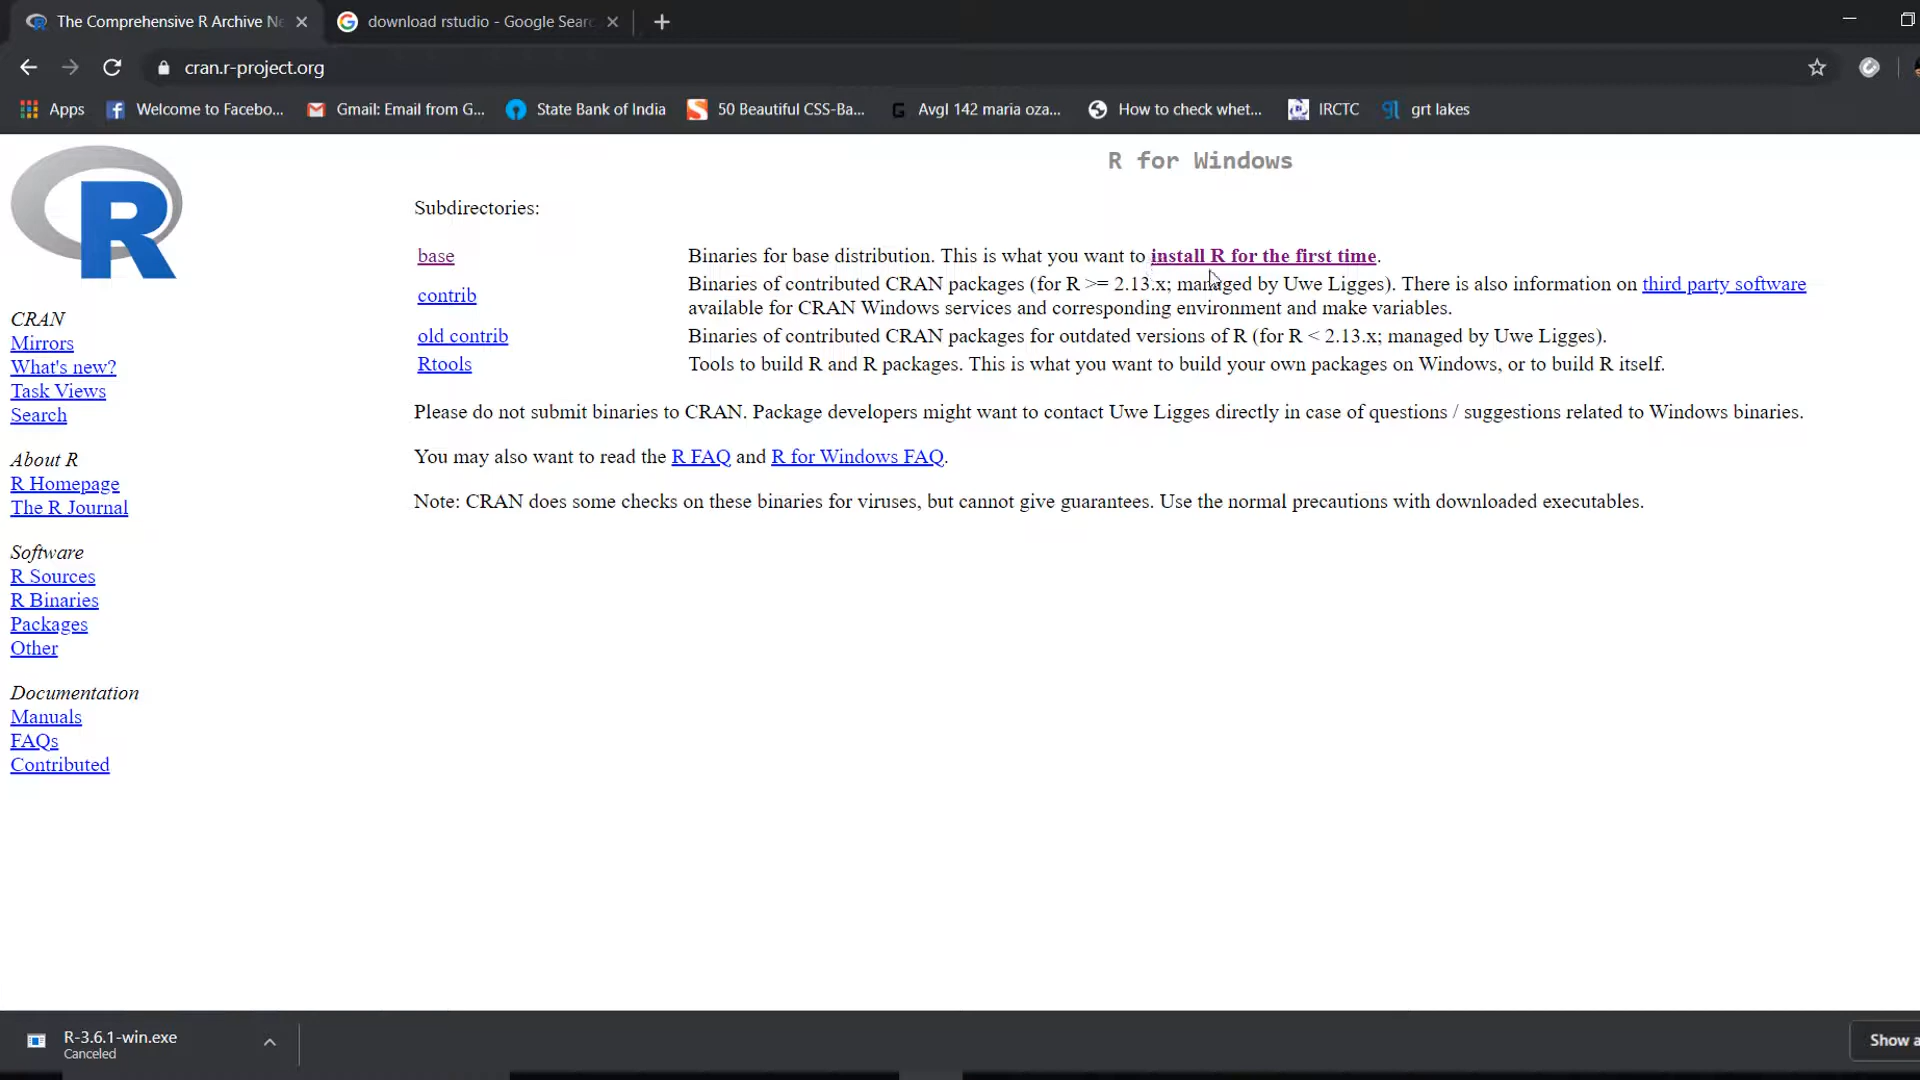 The Comprehensive R Archive Ne
download rstudio - Google Searc
cran.r-project.org
Apps
Welcome to Facebo...
Gmail: Email from G...
State Bank of India
50 Beautiful CSS-Ba...
Avgl 142 maria oza...
How to check whet...
IRCTC
grt lakes
R
CRAN
Mirrors
What's new?
Task Views
Search
About R
R Homepage
The R Journal
Software
R Sources
R Binaries
Packages
Other
Documentation
Manuals
FAQs
Contributed
R for Windows
Subdirectories:
base Binaries for base distribution. This is what you want to install R for the first time.
contrib Binaries of contributed CRAN packages (for R >= 2.13.x; managed by Uwe Ligges). There is also information on third party software
available for CRAN Windows services and corresponding environment and make variables.
old contrib Binaries of contributed CRAN packages for outdated versions of R (for R < 2.13.x; managed by Uwe Ligges).
Rtools Tools to build R and R packages. This is what you want to build your own packages on Windows, or to build R itself.
Please do not submit binaries to CRAN. Package developers might want to contact Uwe Ligges directly in case of questions / suggestions related to Windows binaries.
You may also want to read the R FAQ and R for Windows FAQ.
Note: CRAN does some checks on these binaries for viruses, but cannot give guarantees. Use the normal precautions with downloaded executables.
R-3.6.1-win.exe
Canceled
Show a